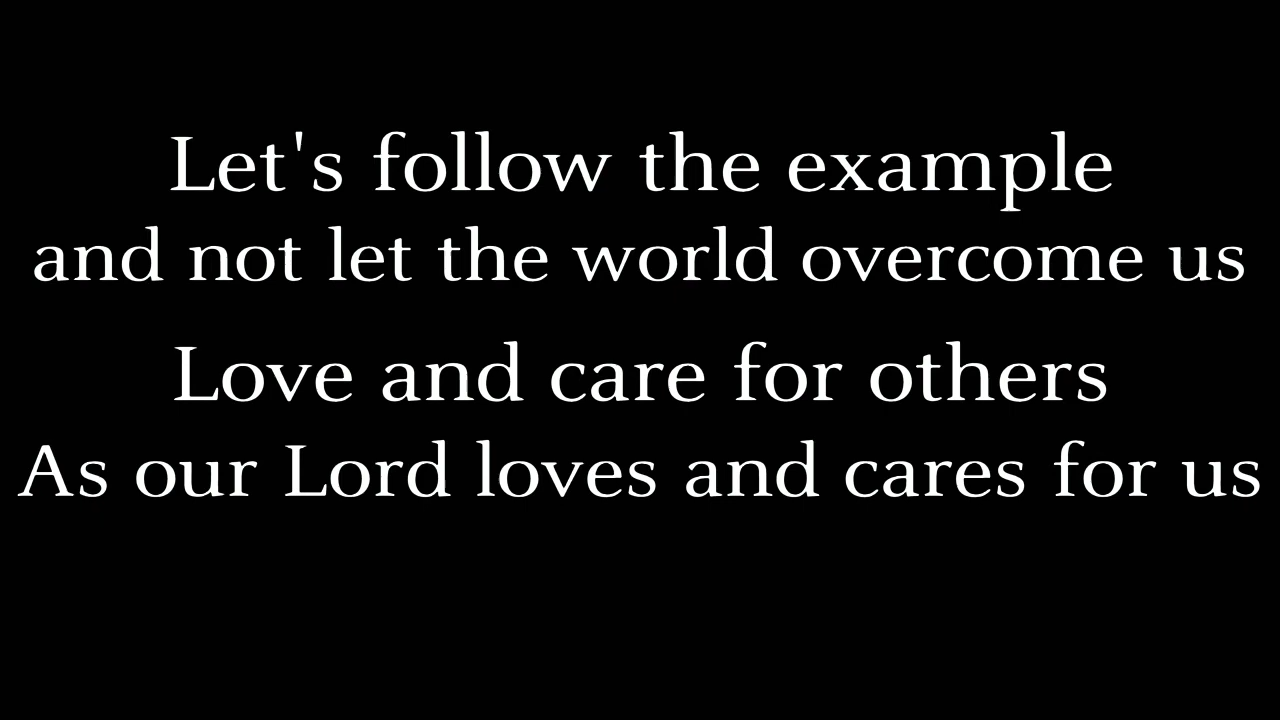 Let's follow the example
and not let the world overcome us
Love and care for others
As our Lord loves and cares for us